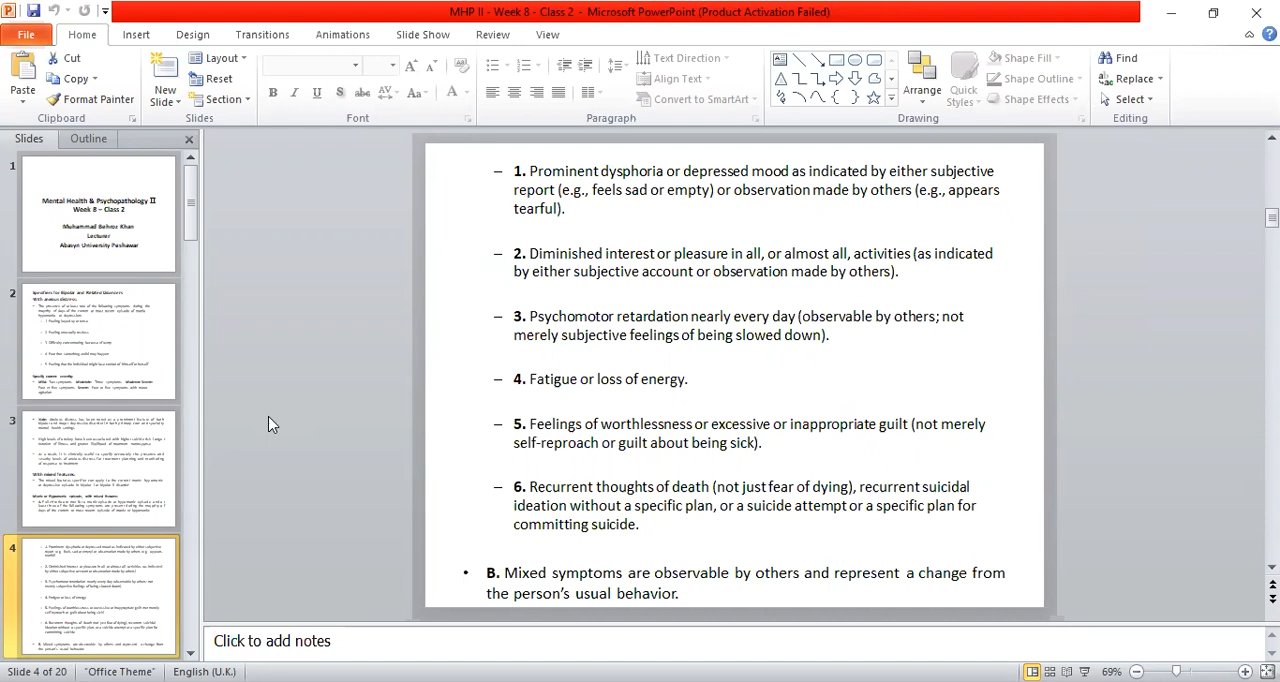 MHP II - Week 8 - Class 2 - Microsoft PowerPoint (Product Activation Failed)
File Home Insert Design Transitions Animations Slide Show Review View
Paste
Cut
Copy
Format Painter
Clipboard
New Slide
Layout
Reset
Section
Slides
B I U S abc AV Aa A
Font
Text Direction
Align Text
Convert to SmartArt
Paragraph
Arrange
Quick Styles
Shape Fill
Shape Outline
Shape Effects
Drawing
Find
Replace
Select
Editing
Slides Outline
1
Mental Health & Psychopathology II
Week 8 – Class 2
Muhammad Behroz Khan
Lecturer
Abasyn University Peshawar
2
3
4
– 1. Prominent dysphoria or depressed mood as indicated by either subjective
report (e.g., feels sad or empty) or observation made by others (e.g., appears
tearful).
– 2. Diminished interest or pleasure in all, or almost all, activities (as indicated
by either subjective account or observation made by others).
– 3. Psychomotor retardation nearly every day (observable by others; not
merely subjective feelings of being slowed down).
– 4. Fatigue or loss of energy.
– 5. Feelings of worthlessness or excessive or inappropriate guilt (not merely
self-reproach or guilt about being sick).
– 6. Recurrent thoughts of death (not just fear of dying), recurrent suicidal
ideation without a specific plan, or a suicide attempt or a specific plan for
committing suicide.
• B. Mixed symptoms are observable by others and represent a change from
the person's usual behavior.
Click to add notes
Slide 4 of 20 "Office Theme" English (U.K.) 69%